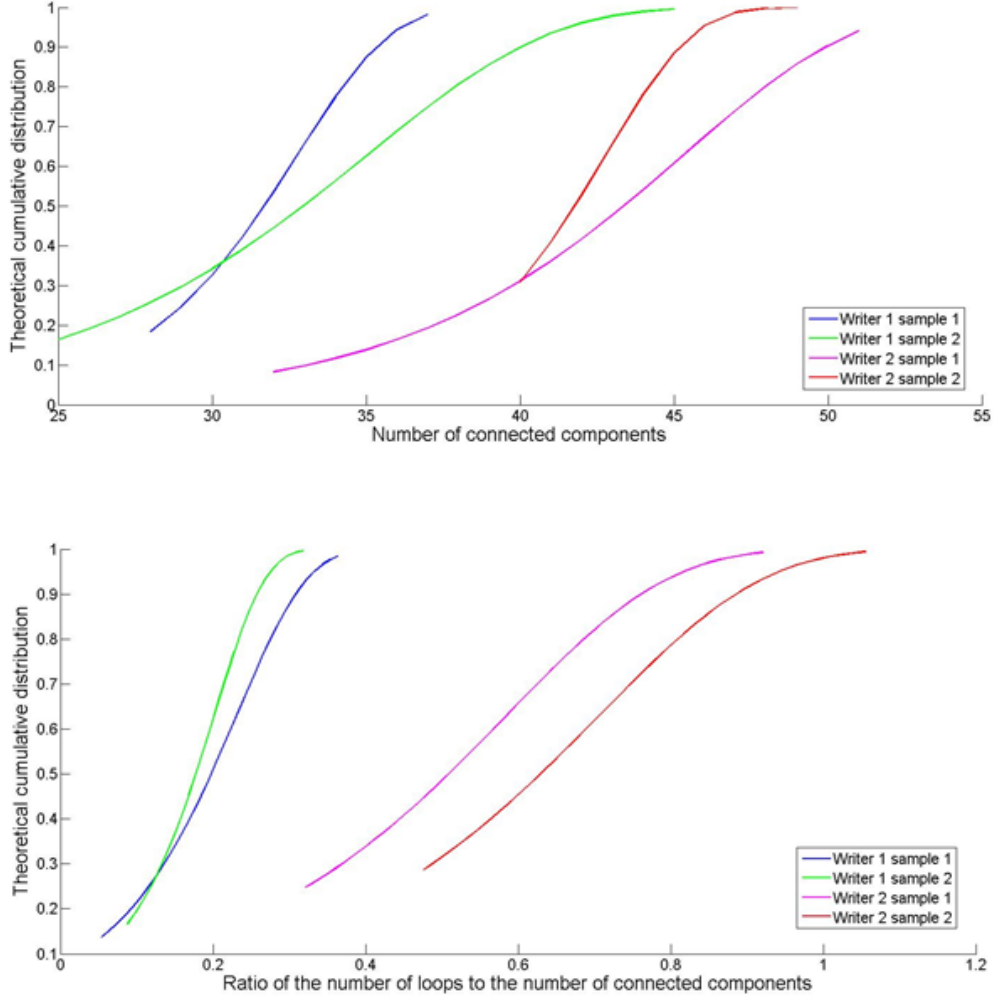 1
0.9
0.8
0.7
0.6
0.5
0.4
0.3
0.2
0.1
0
Theoretical cumulative distribution
25 30 35 40 45 50 55
Number of connected components
Writer 1 sample 1
Writer 1 sample 2
Writer 2 sample 1
Writer 2 sample 2
1
0.9
0.8
0.7
0.6
0.5
0.4
0.3
0.2
0.1
Theoretical cumulative distribution
0 0.2 0.4 0.6 0.8 1 1.2
Ratio of the number of loops to the number of connected components
Writer 1 sample 1
Writer 1 sample 2
Writer 2 sample 1
Writer 2 sample 2